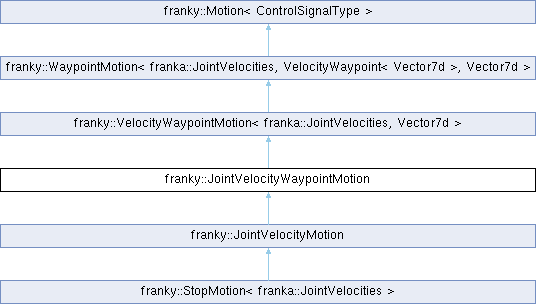 franky::Motion< ControlSignalType >
franky::WaypointMotion< franka::JointVelocities, VelocityWaypoint< Vector7d >, Vector7d >
franky::VelocityWaypointMotion< franka::JointVelocities, Vector7d >
franky::JointVelocityWaypointMotion
franky::JointVelocityMotion
franky::StopMotion< franka::JointVelocities >